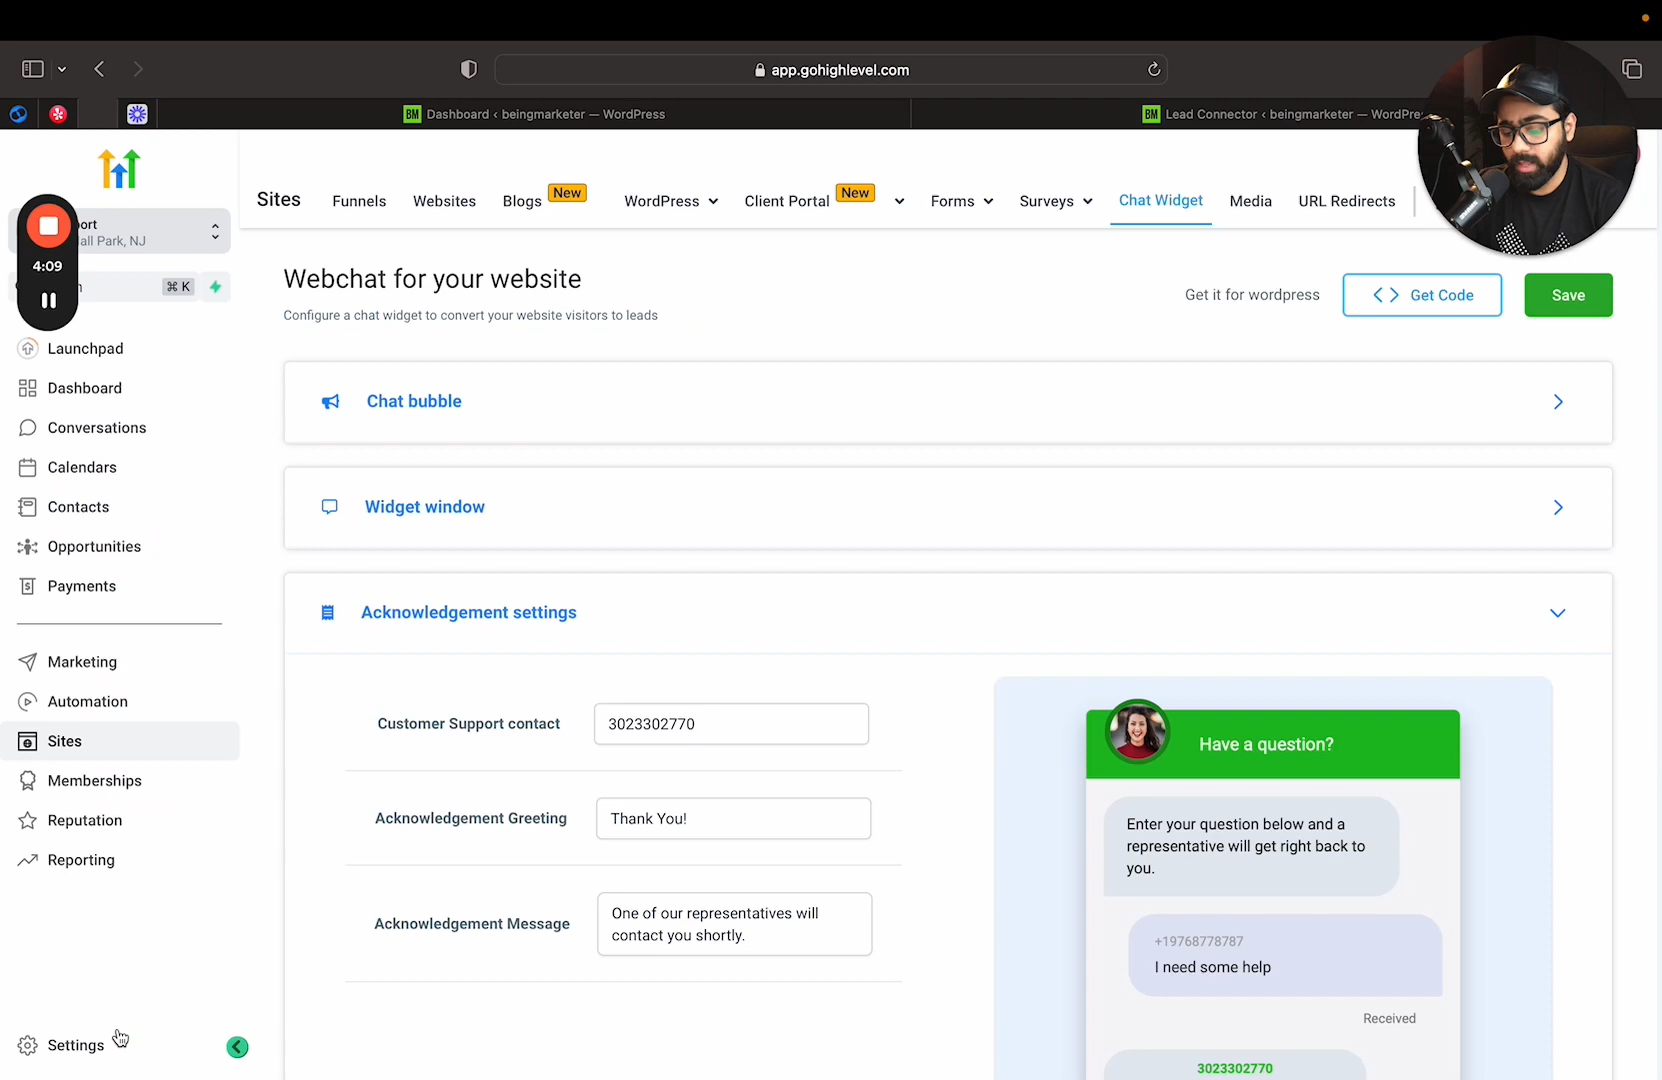 app.gohighlevel.com
BM Dashboard ‹ beingmarketer — WordPress
BM Lead Connector ‹ beingmarketer — WordPre
Sites
Funnels
Websites
Blogs
New
WordPress
Client Portal
New
Forms
Surveys
Chat Widget
Media
URL Redirects
ort
all Park, NJ
4:09
⌘ K
Launchpad
Dashboard
Conversations
Calendars
Contacts
Opportunities
Payments
Marketing
Automation
Sites
Memberships
Reputation
Reporting
Settings
Webchat for your website
Configure a chat widget to convert your website visitors to leads
Get it for wordpress
Get Code
Save
Chat bubble
Widget window
Acknowledgement settings
Customer Support contact
3023302770
Acknowledgement Greeting
Thank You!
Acknowledgement Message
One of our representatives will
contact you shortly.
Have a question?
Enter your question below and a
representative will get right back to
you.
+19768778787
I need some help
Received
3023302770